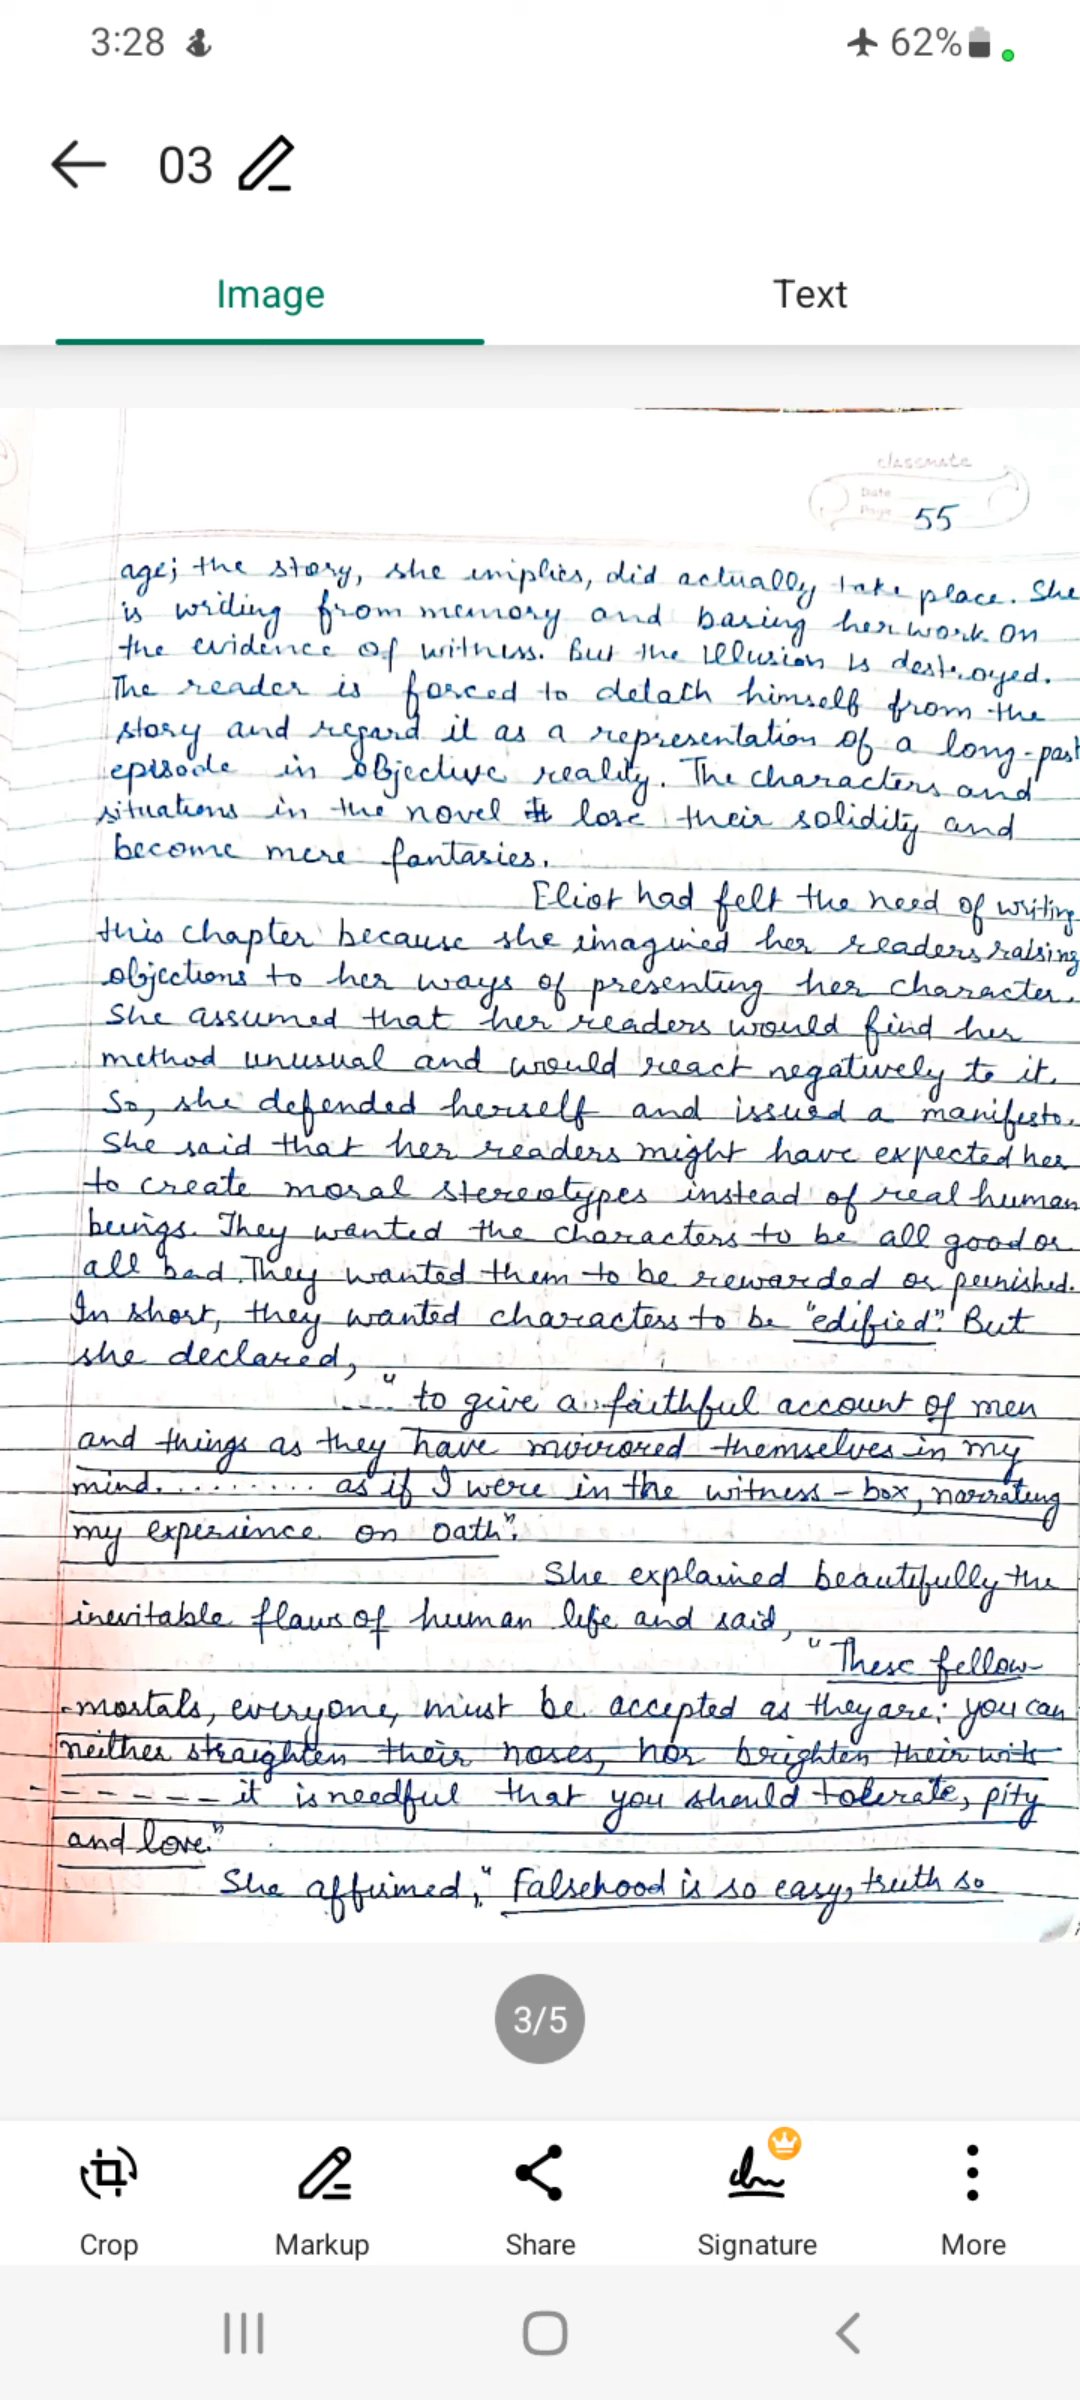 3:28
62%
03
Image
Text
classmate
Date
Page 55
age; the story, she implies, did actually take place. She
is writing from memory and basing her work on
the evidence of witness. But the illusion is destroyed.
The reader is forced to detach himself from the
story and regard it as a representation of a long-past
episode in objective reality. The characters and
situations in the novel lose their solidity and
become mere fantasies.
Eliot had felt the need of writing
this chapter because she imagined her readers raising
objections to her ways of presenting her character.
She assumed that her readers would find her
method unusual and would react negatively to it.
So, she defended herself and issued a manifesto.
She said that her readers might have expected her
to create moral stereotypes instead of real human
beings. They wanted the characters to be all good or
all bad. They wanted them to be rewarded or punished.
In short, they wanted characters to be "edified". But
she declared,
".... to give a faithful account of men
and things as they have mirrored themselves in my
mind.......... as if I were in the witness-box, narrating
my experience on oath".
She explained beautifully the
inevitable flaws of human life and said,
"These fellow-
-mortals, everyone, must be accepted as they are: you can
neither straighten their noses, nor brighten their wits
------ it is needful that you should tolerate, pity
and love."
She affirmed, "Falsehood is so easy, truth so
3/5
Crop
Markup
Share
Signature
More